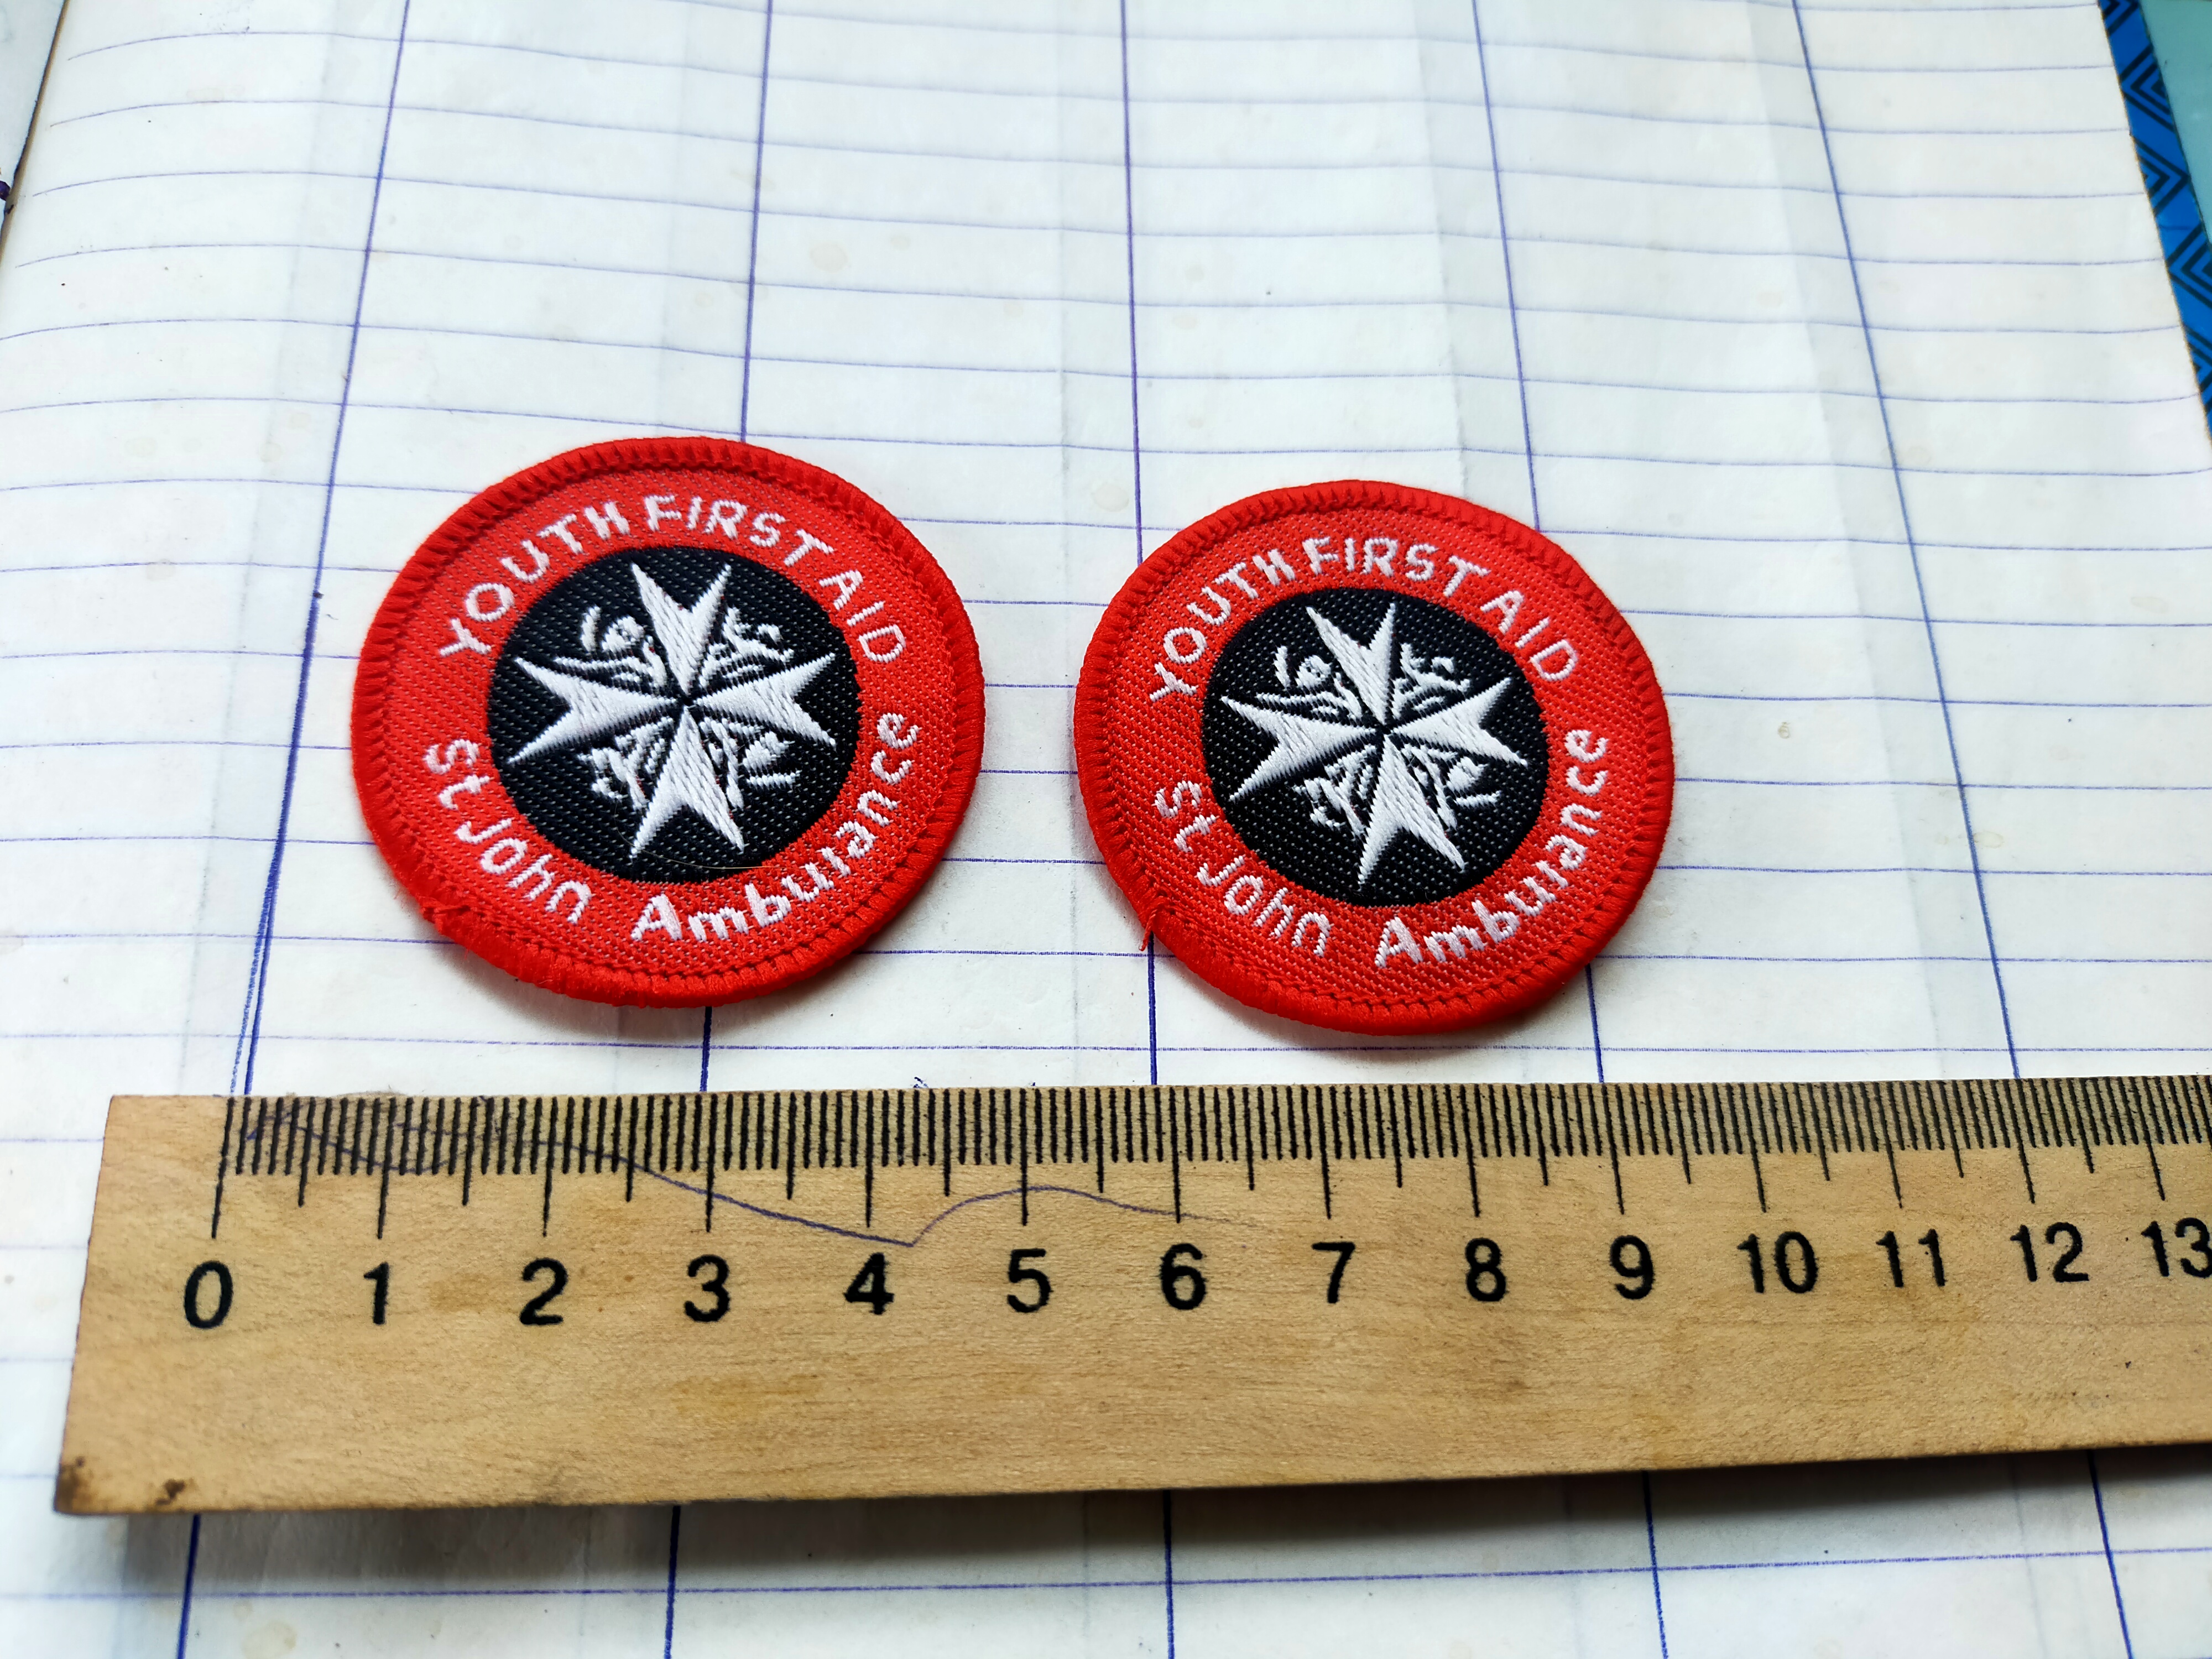 YOUTH FIRST AID
St John Ambulance
YOUTH FIRST AID
St John Ambulance
0 1 2 3 4 5 6 7 8 9 10 11 12 13